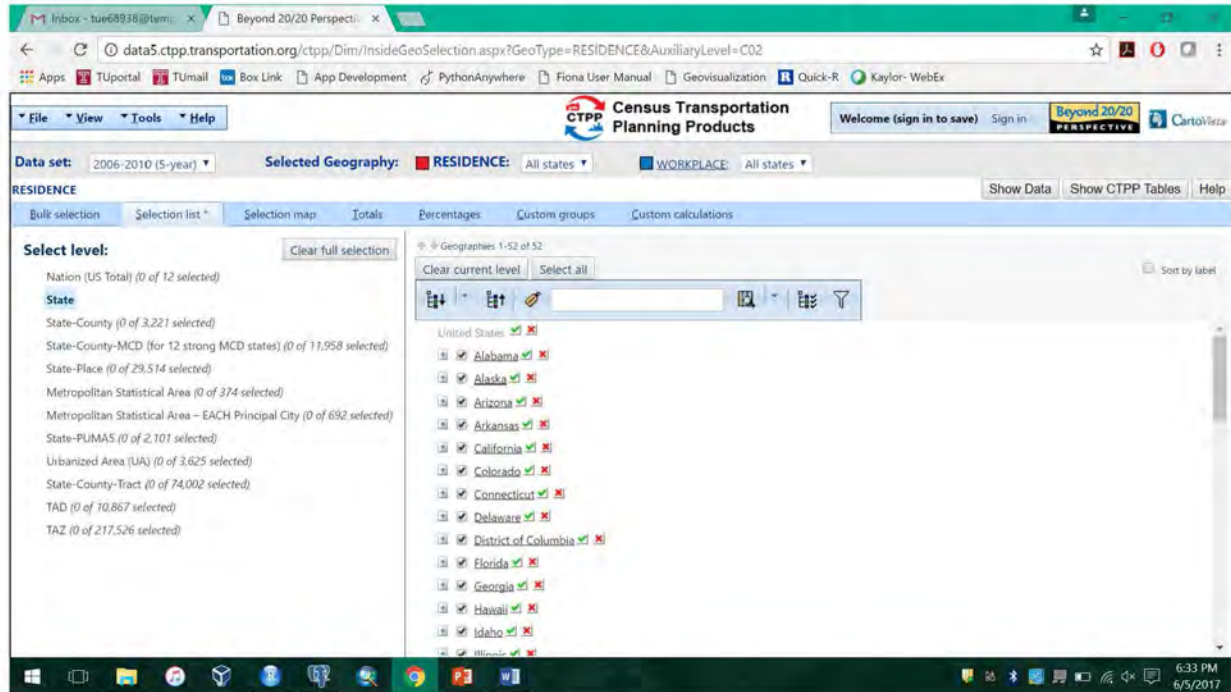 Inbox - tue68938@tem
Beyond 20/20 Perspecti
data5.ctpp.transportation.org/ctpp/Dim/InsideGeoSelection.aspx?GeoType=RESIDENCE&AuxiliaryLevel=C02
Apps TUportal TUmail Box Link App Development PythonAnywhere Fiona User Manual Geovisualization Quick-R Kaylor- WebEx
File View Tools Help
CTPP Census Transportation
Planning Products
Welcome (sign in to save) Sign in
Beyond 20/20
PERSPECTIVE
CartoVista
Data set: 2006-2010 (5-year) Selected Geography: RESIDENCE: All states WORKPLACE: All states
RESIDENCE
Show Data Show CTPP Tables Help
Bulk selection Selection list * Selection map Totals Percentages Custom groups Custom calculations
Select level:
Clear full selection
Nation (US Total) (0 of 12 selected)
State
State-County (0 of 3,221 selected)
State-County-MCD (for 12 strong MCD states) (0 of 11,958 selected)
State-Place (0 of 29,514 selected)
Metropolitan Statistical Area (0 of 374 selected)
Metropolitan Statistical Area – EACH Principal City (0 of 692 selected)
State-PUMA5 (0 of 2,101 selected)
Urbanized Area (UA) (0 of 3,625 selected)
State-County-Tract (0 of 74,002 selected)
TAD (0 of 10,867 selected)
TAZ (0 of 217,526 selected)
Geographies 1-52 of 52
Clear current level Select all
Sort by label
United States
Alabama
Alaska
Arizona
Arkansas
California
Colorado
Connecticut
Delaware
District of Columbia
Florida
Georgia
Hawaii
Idaho
Illinois
6:33 PM
6/5/2017